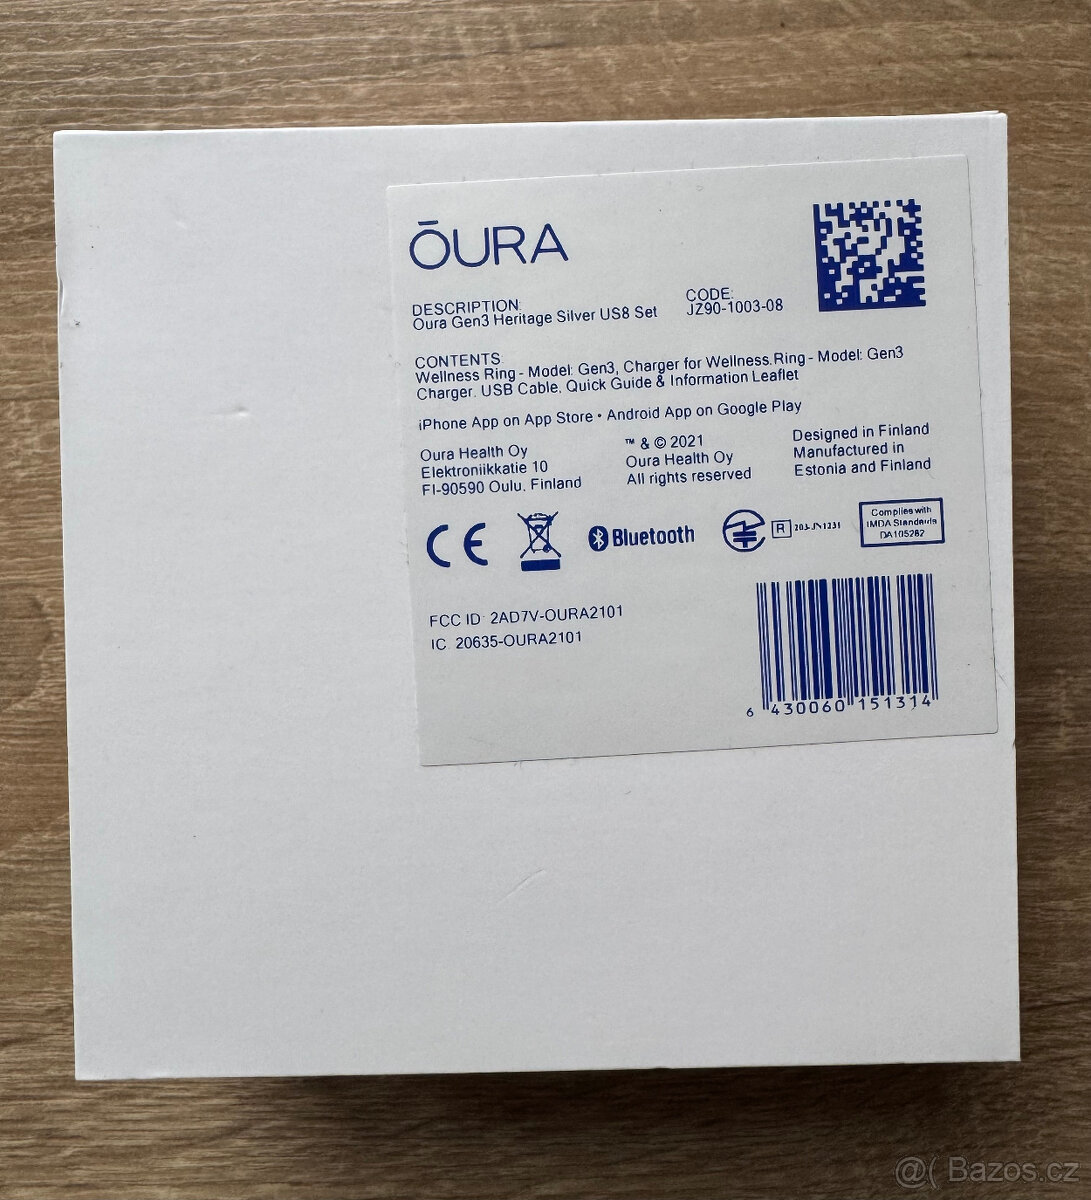 ŌURA
DESCRIPTION:
Oura Gen3 Heritage Silver US8 Set
CODE:
JZ90-1003-08
CONTENTS:
Wellness Ring - Model: Gen3, Charger for Wellness Ring - Model: Gen3
Charger, USB Cable, Quick Guide & Information Leaflet
iPhone App on App Store • Android App on Google Play
Oura Health Oy
Elektroniikkatie 10
FI-90590 Oulu, Finland
™ & © 2021
Oura Health Oy
All rights reserved
Designed in Finland
Manufactured in
Estonia and Finland
CE
Bluetooth
R 203-JN1231
Complies with
IMDA Standards
DA105282
FCC ID: 2AD7V-OURA2101
IC: 20635-OURA2101
6 430060 151314
@( Bazos.cz